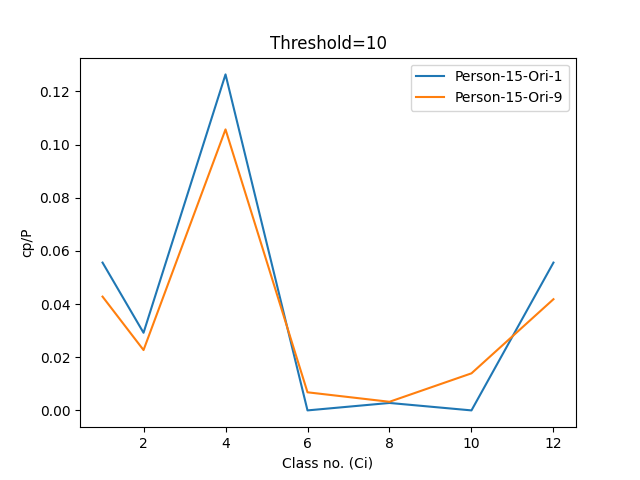 Threshold=10
Person-15-Ori-1
Person-15-Ori-9
0.12
0.10
0.08
0.06
0.04
0.02
0.00
cp/P
2 4 6 8 10 12
Class no. (Ci)